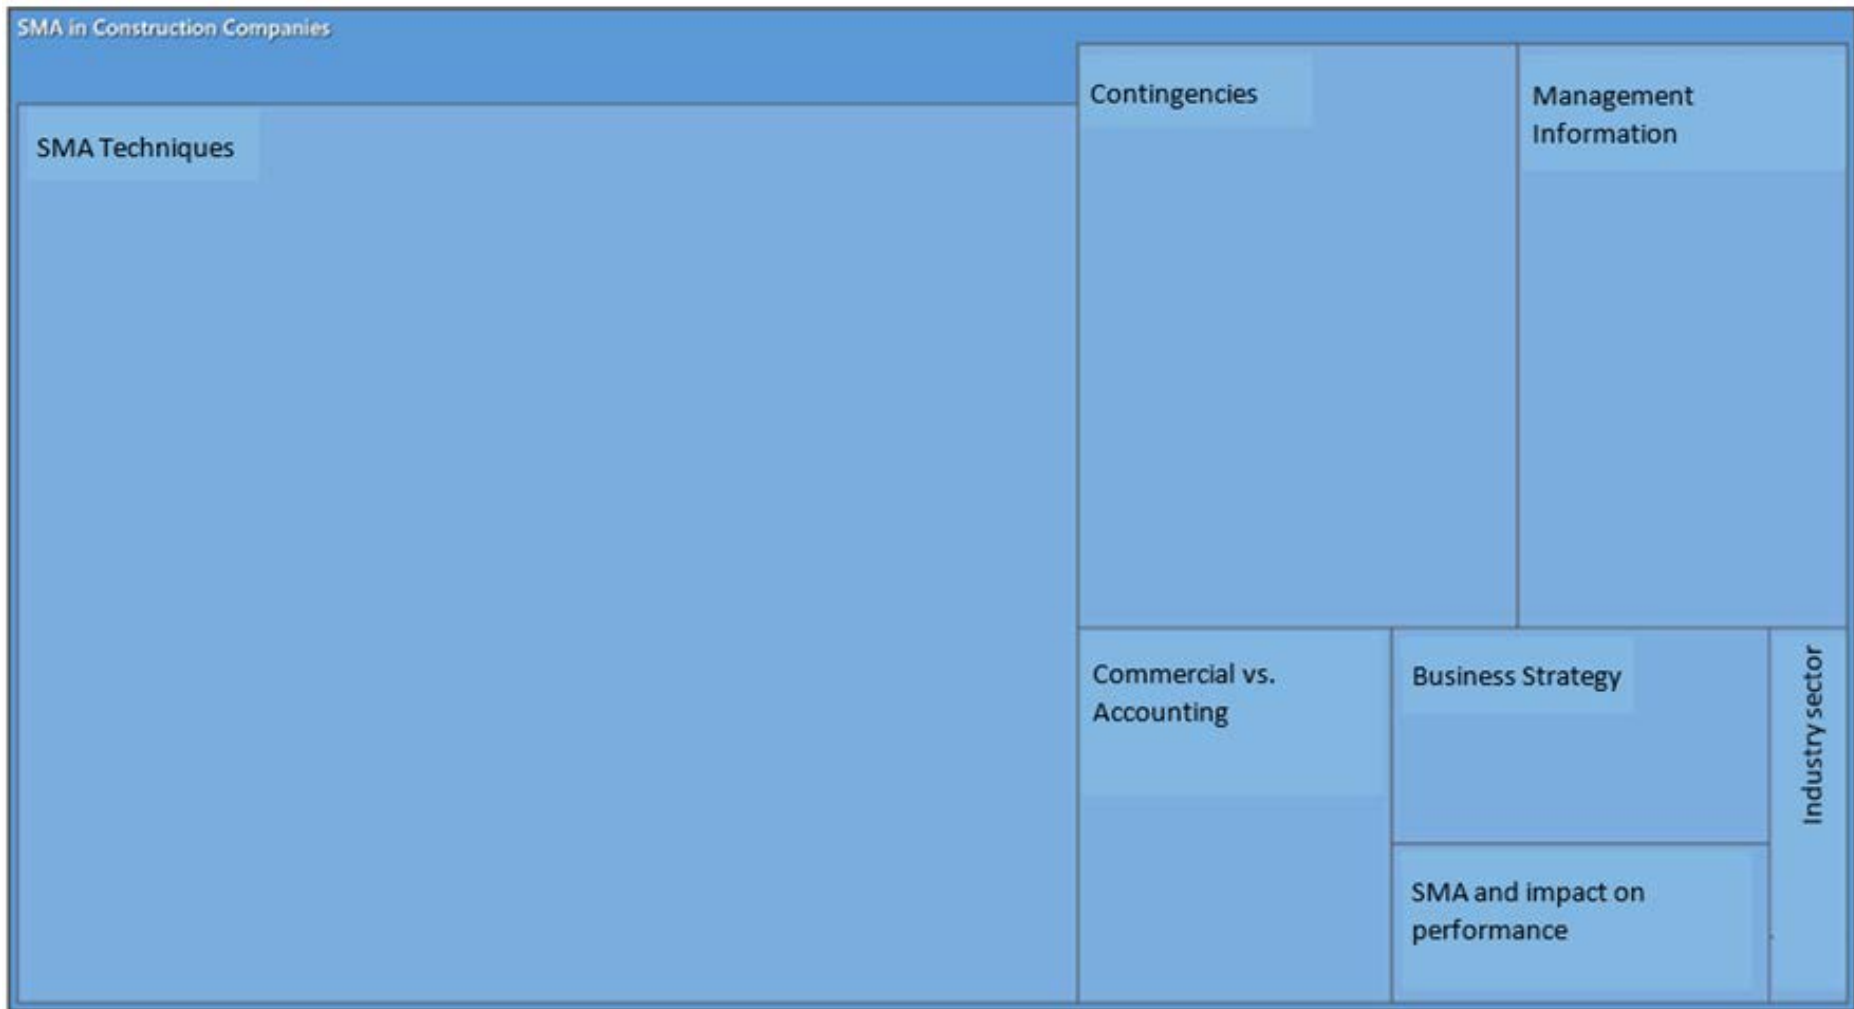 SMA in Construction Companies
SMA Techniques
Contingencies
Management
Information
Commercial vs.
Accounting
Business Strategy
SMA and impact on
performance
Industry sector